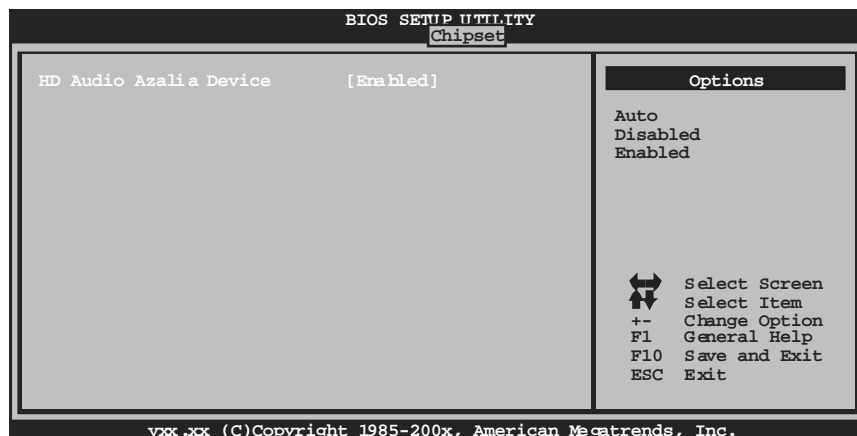 BIOS SETUP UTILITY
Chipset
HD Audio Azalia Device [Enabled]
Options
Auto
Disabled
Enabled
Select Screen
Select Item
+- Change Option
F1 General Help
F10 Save and Exit
ESC Exit
vxx.xx (C)Copyright 1985-200x, American Megatrends, Inc.